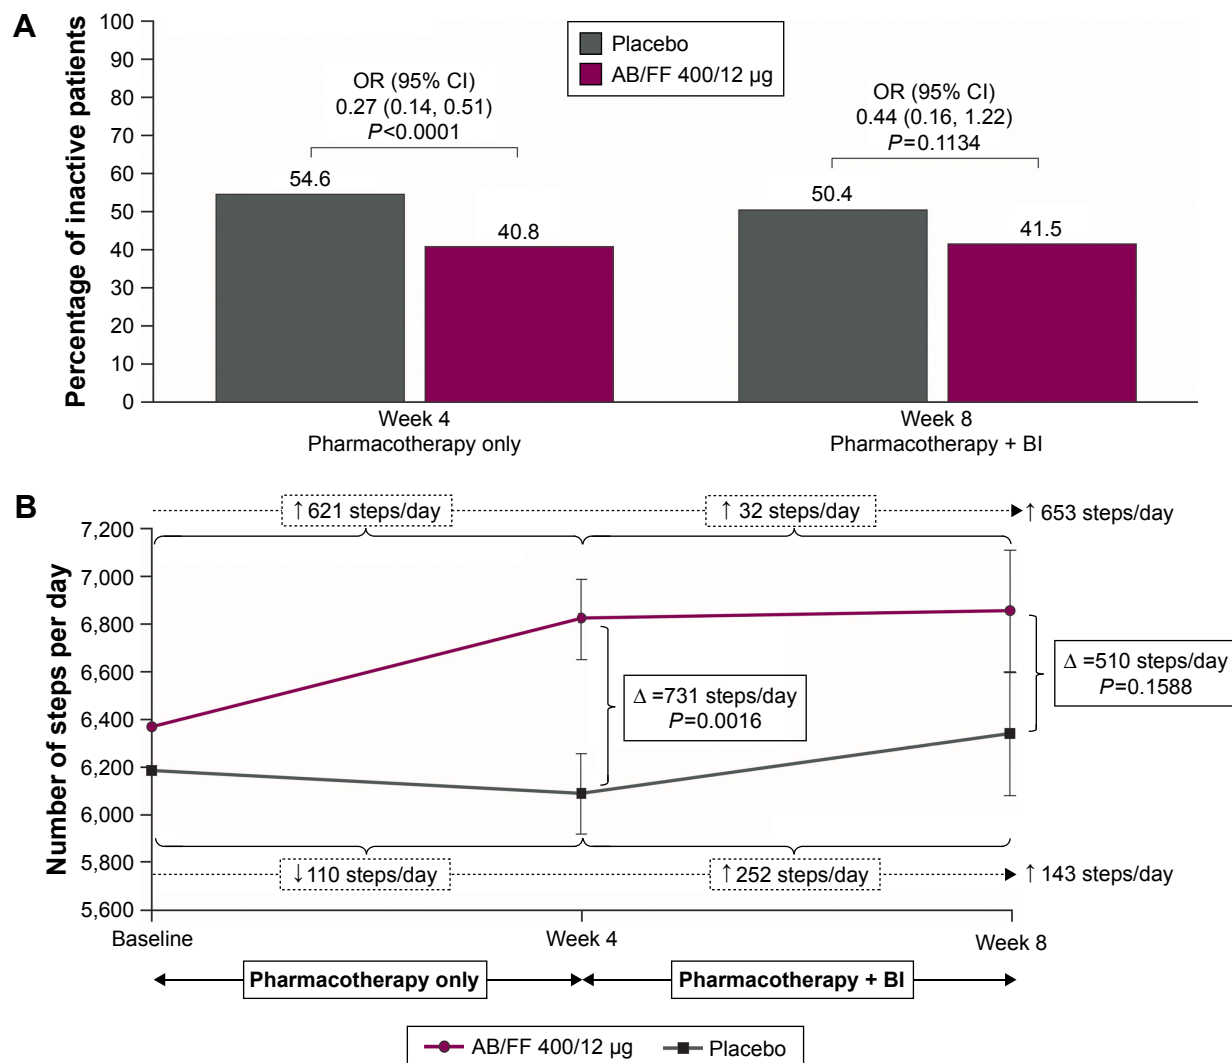 A
Percentage of inactive patients
100
90
80
70
60
50
40
30
20
10
0
Placebo
AB/FF 400/12 µg
OR (95% CI)
0.27 (0.14, 0.51)
P<0.0001
54.6
40.8
OR (95% CI)
0.44 (0.16, 1.22)
P=0.1134
50.4
41.5
Week 4
Pharmacotherapy only
Week 8
Pharmacotherapy + BI
B
Number of steps per day
↑ 621 steps/day
↑ 32 steps/day
↑ 653 steps/day
7,200
7,000
6,800
6,600
6,400
6,200
6,000
5,800
5,600
Δ =731 steps/day
P=0.0016
Δ =510 steps/day
P=0.1588
↓ 110 steps/day
↑ 252 steps/day
↑ 143 steps/day
Baseline
Week 4
Week 8
Pharmacotherapy only
Pharmacotherapy + BI
AB/FF 400/12 µg
Placebo